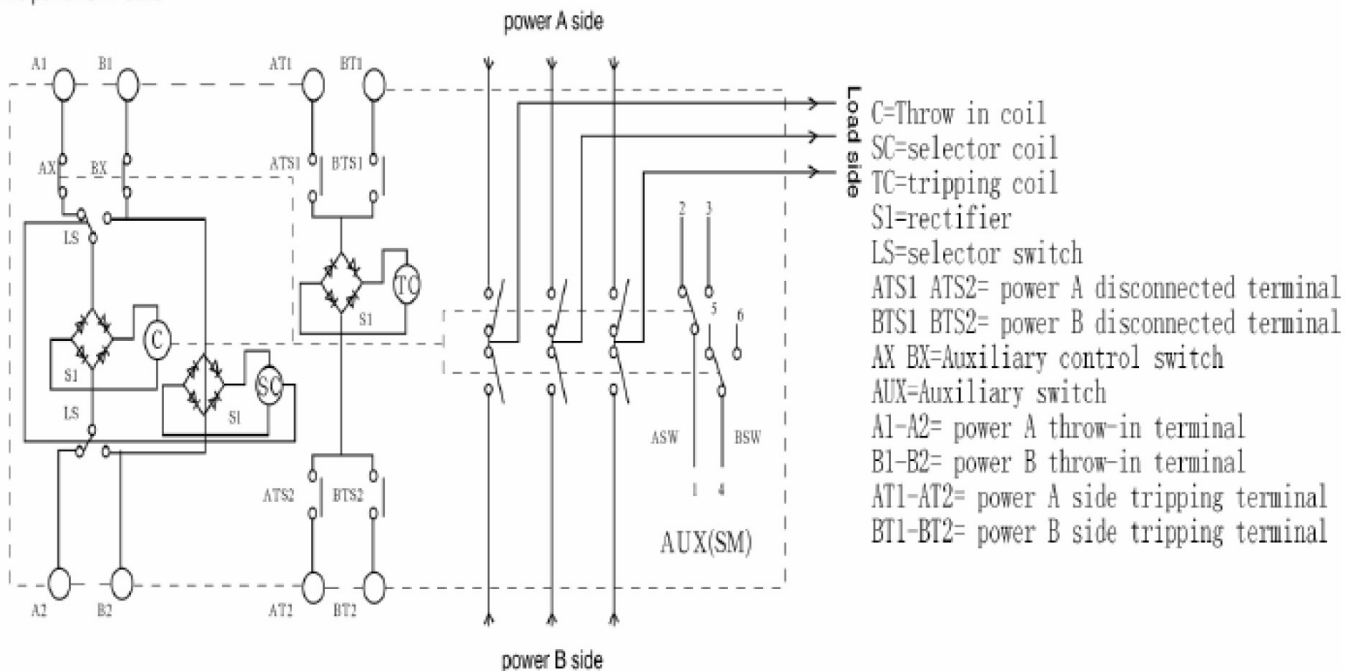 power A side
A1
B1
AT1
BT1
AX
BX
ATS1
BTS1
LS
TC
S1
C
S1
SC
S1
LS
ATS2
BTS2
A2
B2
AT2
BT2
2
3
5
6
ASW
BSW
1
4
AUX(SM)
power B side
Load side
C=Throw in coil
SC=selector coil
TC=tripping coil
S1=rectifier
LS=selector switch
ATS1 ATS2= power A disconnected terminal
BTS1 BTS2= power B disconnected terminal
AX BX=Auxiliary control switch
AUX=Auxiliary switch
A1-A2= power A throw-in terminal
B1-B2= power B throw-in terminal
AT1-AT2= power A side tripping terminal
BT1-BT2= power B side tripping terminal